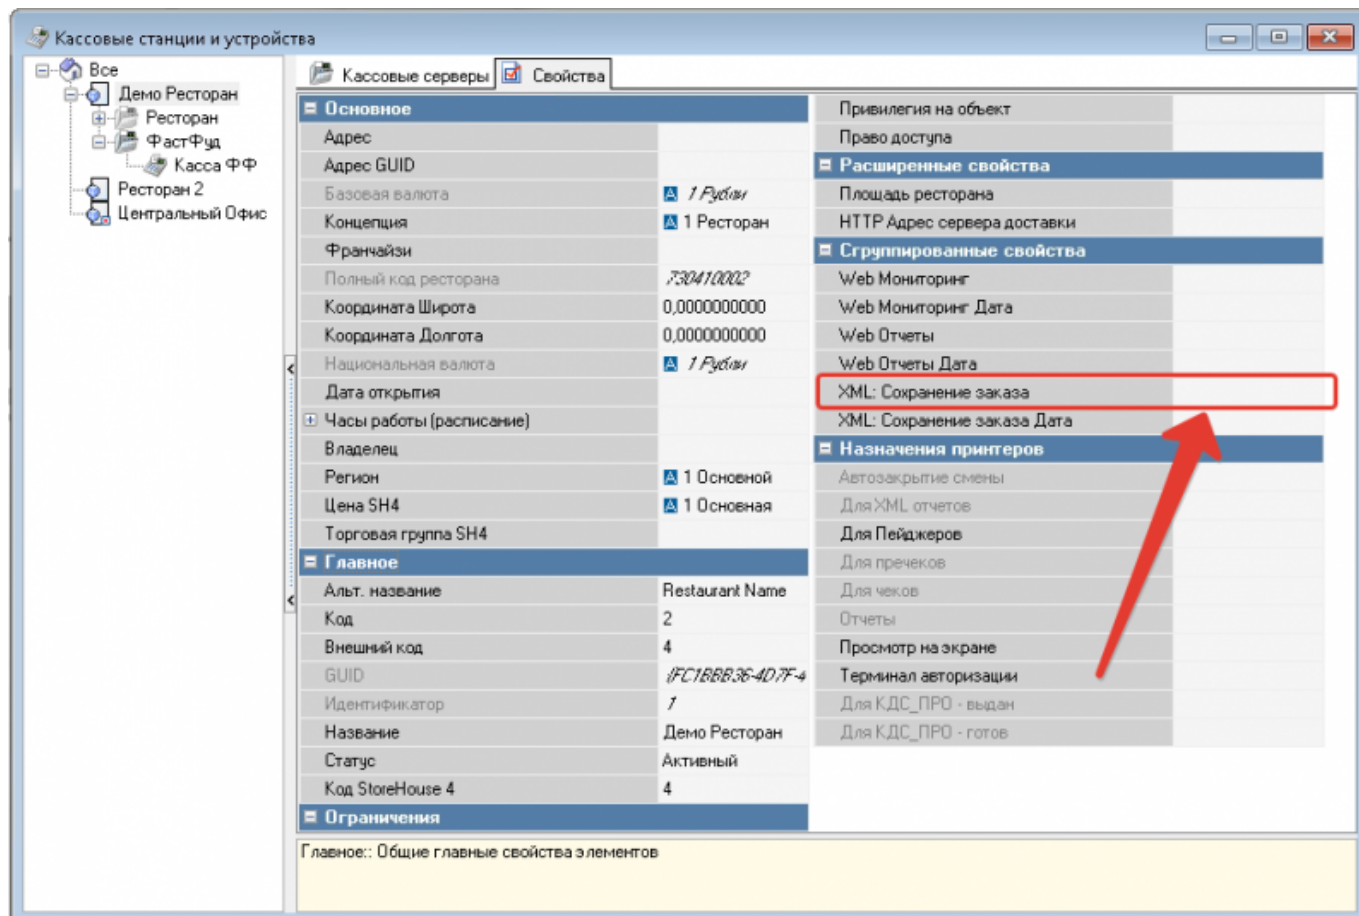 Кассовые станции и устройства
Все
Демо Ресторан
Ресторан
ФастФуд
Касса ФФ
Ресторан 2
Центральный Офис
Кассовые серверы
Свойства
Основное
Адрес
Адрес GUID
Базовая валюта 1 Рубли
Концепция 1 Ресторан
Франчайзи
Полный код ресторана 730410002
Координата Широта 0,0000000000
Координата Долгота 0,0000000000
Национальная валюта 1 Рубли
Дата открытия
Часы работы (расписание)
Владелец
Регион 1 Основной
Цена SH4 1 Основная
Торговая группа SH4
Главное
Альт. название Restaurant Name
Код 2
Внешний код 4
GUID {FC1BBB36-4D7F-4
Идентификатор 1
Название Демо Ресторан
Статус Активный
Код StoreHouse 4 4
Ограничения
Привилегия на объект
Право доступа
Расширенные свойства
Площадь ресторана
HTTP Адрес сервера доставки
Сгруппированные свойства
Web Мониторинг
Web Мониторинг Дата
Web Отчеты
Web Отчеты Дата
XML: Сохранение заказа
XML: Сохранение заказа Дата
Назначения принтеров
Автозакрытие смены
Для XML отчетов
Для Пейджеров
Для пречеков
Для чеков
Отчеты
Просмотр на экране
Терминал авторизации
Для КДС_ПРО - выдан
Для КДС_ПРО - готов
Главное:: Общие главные свойства элементов